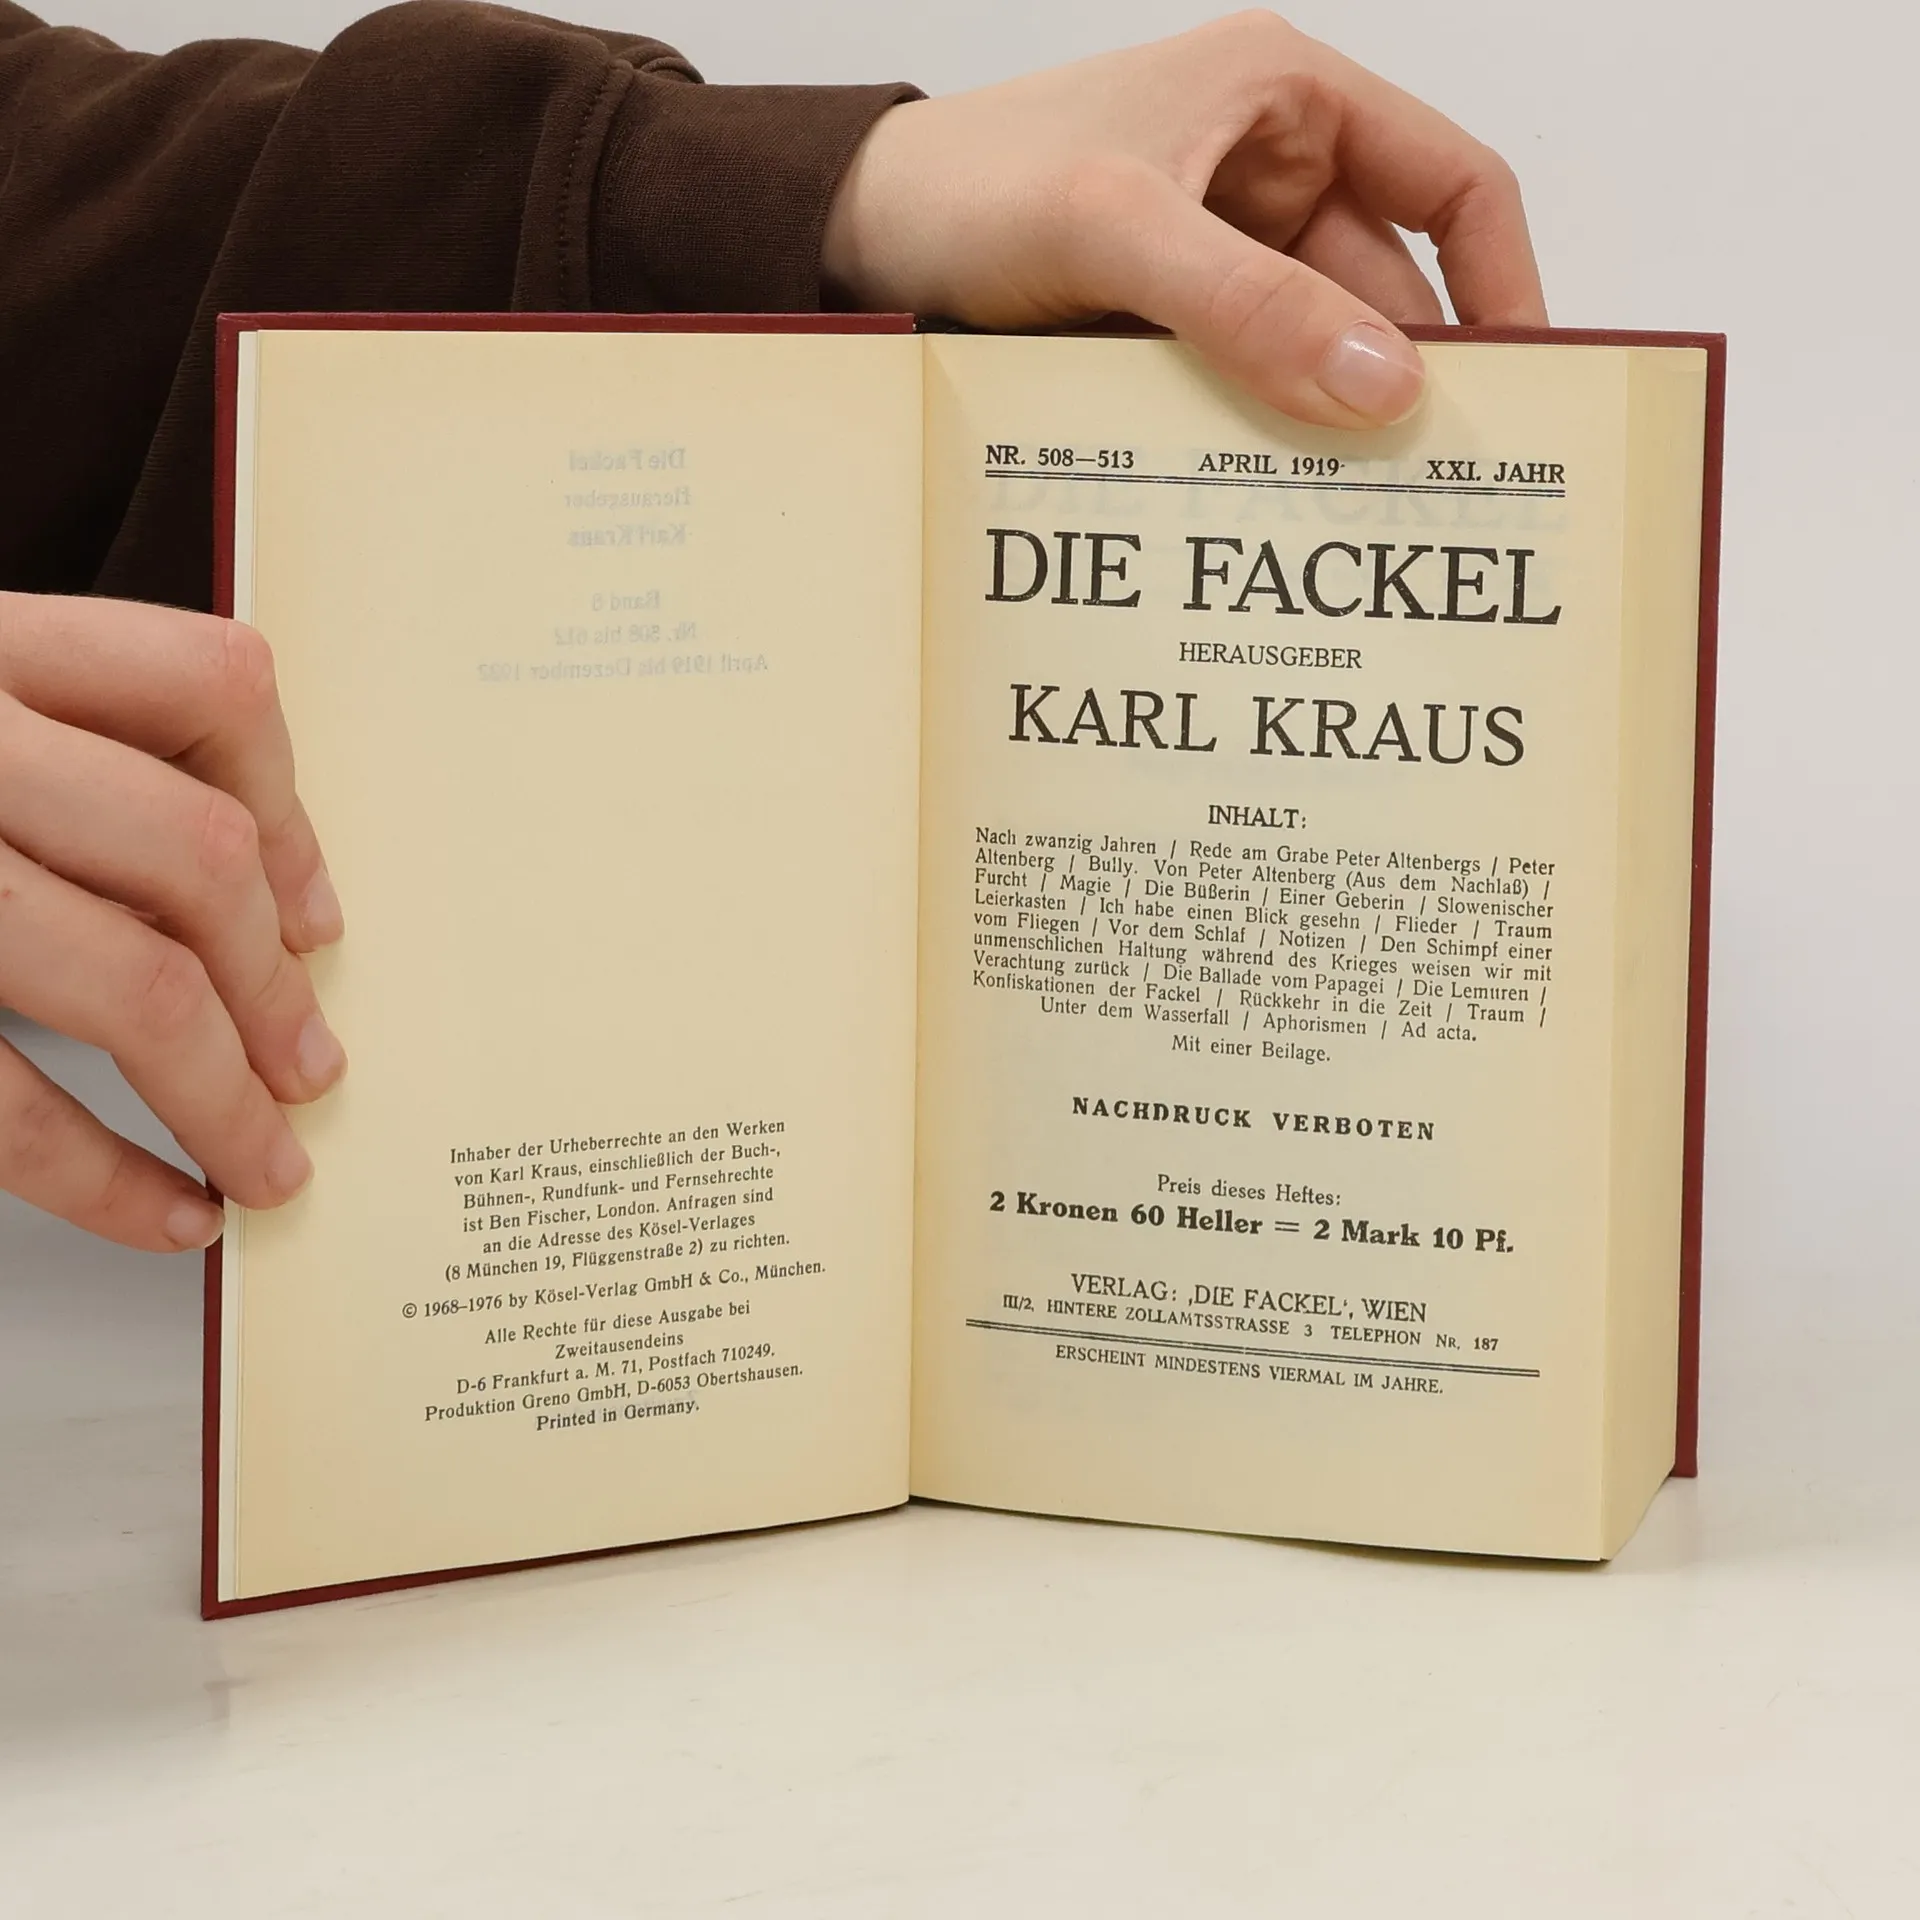 Die Fackel
Herausgeber
Karl Kraus
Inhaber der Urheberrechte an den Werken
von Karl Kraus, einschließlich der Buch-,
Bühnen-, Rundfunk- und Fernsehrechte
ist Ben Fischer, London. Anfragen sind
an die Adresse des Kösel-Verlages
(8 München 19, Flüggenstraße 2) zu richten.
© 1968–1976 by Kösel-Verlag GmbH & Co., München.
Alle Rechte für diese Ausgabe bei
Zweitausendeins
D-6 Frankfurt a. M. 71, Postfach 710249.
Produktion Greno GmbH, D-6053 Obertshausen.
Printed in Germany.
NR. 508—513 APRIL 1919 XXI. JAHR
DIE FACKEL
HERAUSGEBER
KARL KRAUS
INHALT:
Nach zwanzig Jahren / Rede am Grabe Peter Altenbergs / Peter
Altenberg / Bully. Von Peter Altenberg (Aus dem Nachlaß) /
Furcht / Magie / Die Büßerin / Einer Geberin / Slowenischer
Leierkasten / Ich habe einen Blick gesehn / Flieder / Traum
vom Fliegen / Vor dem Schlaf / Notizen / Den Schimpf einer
unmenschlichen Haltung während des Krieges weisen wir mit
Verachtung zurück / Die Ballade vom Papagei / Die Lemuren /
Konfiskationen der Fackel / Rückkehr in die Zeit / Traum /
Unter dem Wasserfall / Aphorismen / Ad acta.
Mit einer Beilage.
NACHDRUCK VERBOTEN
Preis dieses Heftes:
2 Kronen 60 Heller = 2 Mark 10 Pf.
VERLAG: ‚DIE FACKEL‘, WIEN
III/2, HINTERE ZOLLAMTSSTRASSE 3 TELEPHON NR. 187
ERSCHEINT MINDESTENS VIERMAL IM JAHRE.